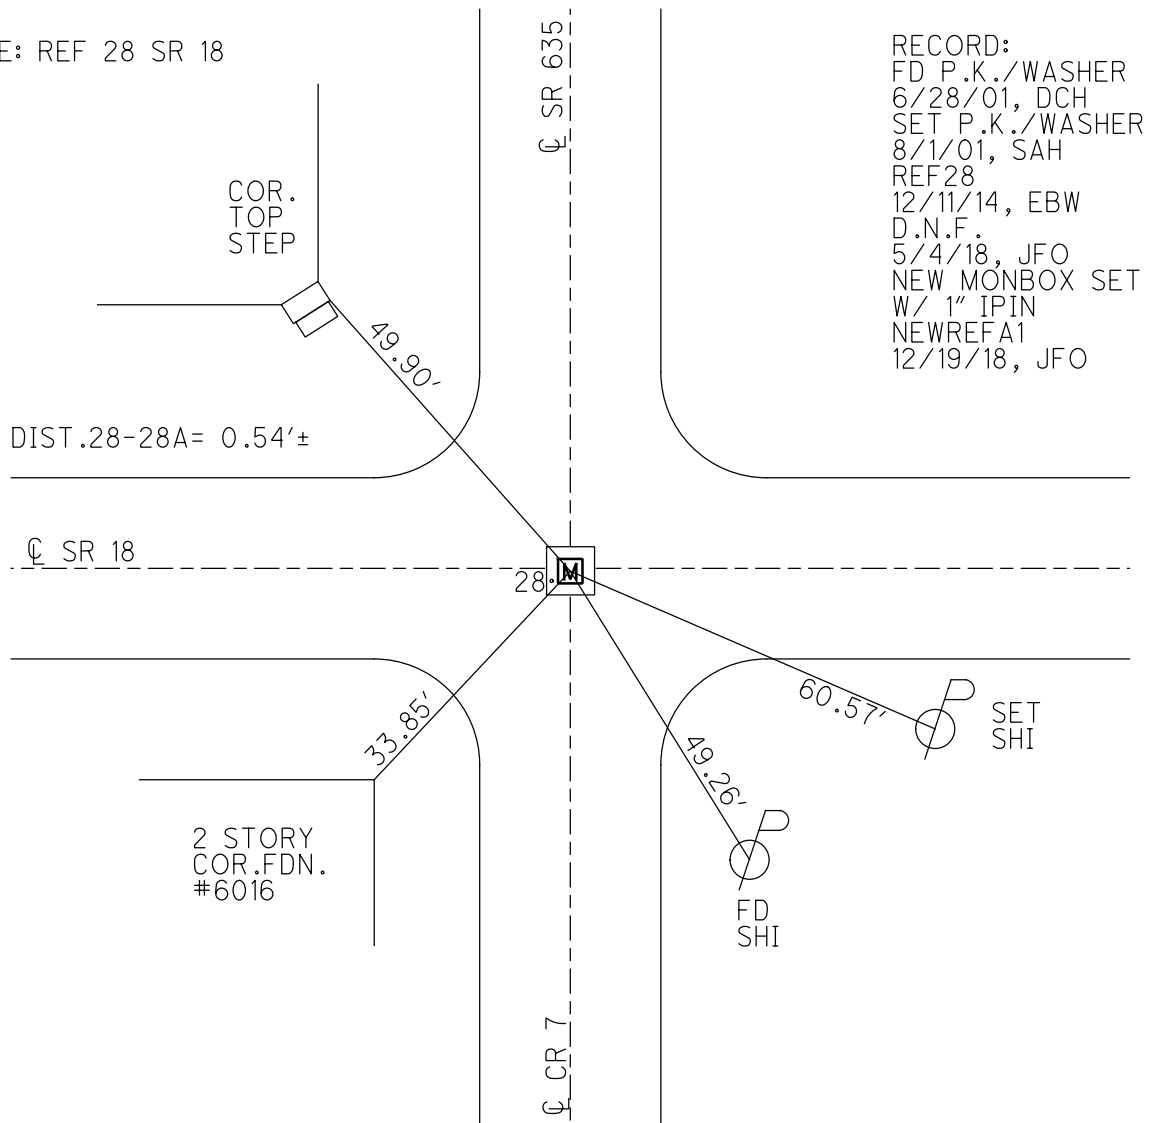 E: REF 28 SR 18
℄ SR 635
RECORD:
FD P.K./WASHER
6/28/01, DCH
SET P.K./WASHER
8/1/01, SAH
REF28
12/11/14, EBW
D.N.F.
5/4/18, JFO
NEW MONBOX SET
W/ 1" IPIN
NEWREFA1
12/19/18, JFO
COR.
TOP
STEP
49.90'
DIST.28-28A= 0.54'±
℄ SR 18
28
M
33.85'
60.57'
49.26'
SET
SHI
2 STORY
COR.FDN.
#6016
FD
SHI
℄ CR 7